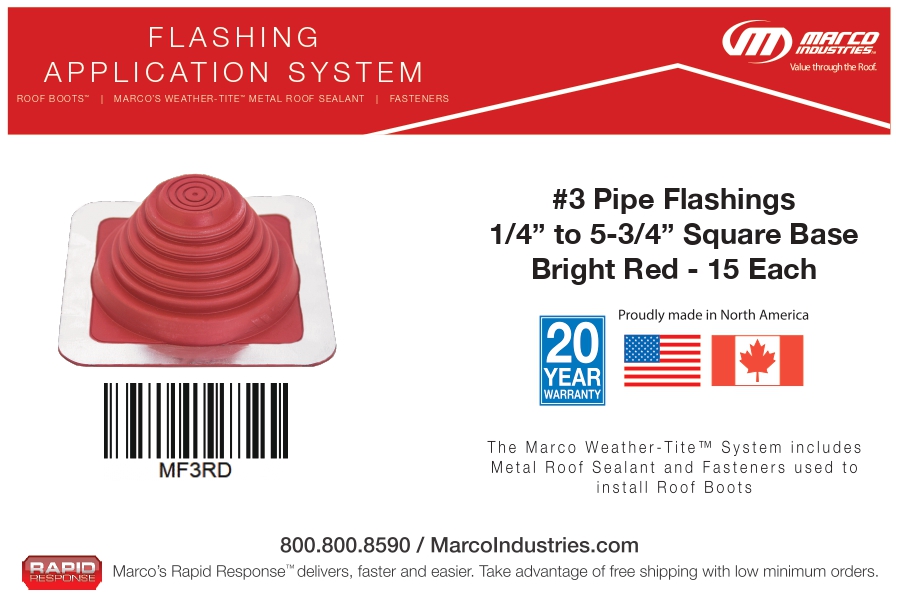 FLASHING
APPLICATION SYSTEM
ROOF BOOTS™ | MARCO'S WEATHER-TITE™ METAL ROOF SEALANT | FASTENERS
MARCO
INDUSTRIES™
Value through the Roof.
#3 Pipe Flashings
1/4” to 5-3/4” Square Base
Bright Red - 15 Each
Proudly made in North America
20
YEAR
WARRANTY
MF3RD
The Marco Weather-Tite™ System includes
Metal Roof Sealant and Fasteners used to
install Roof Boots
800.800.8590 / MarcoIndustries.com
RAPID
RESPONSE
Marco’s Rapid Response™ delivers, faster and easier. Take advantage of free shipping with low minimum orders.